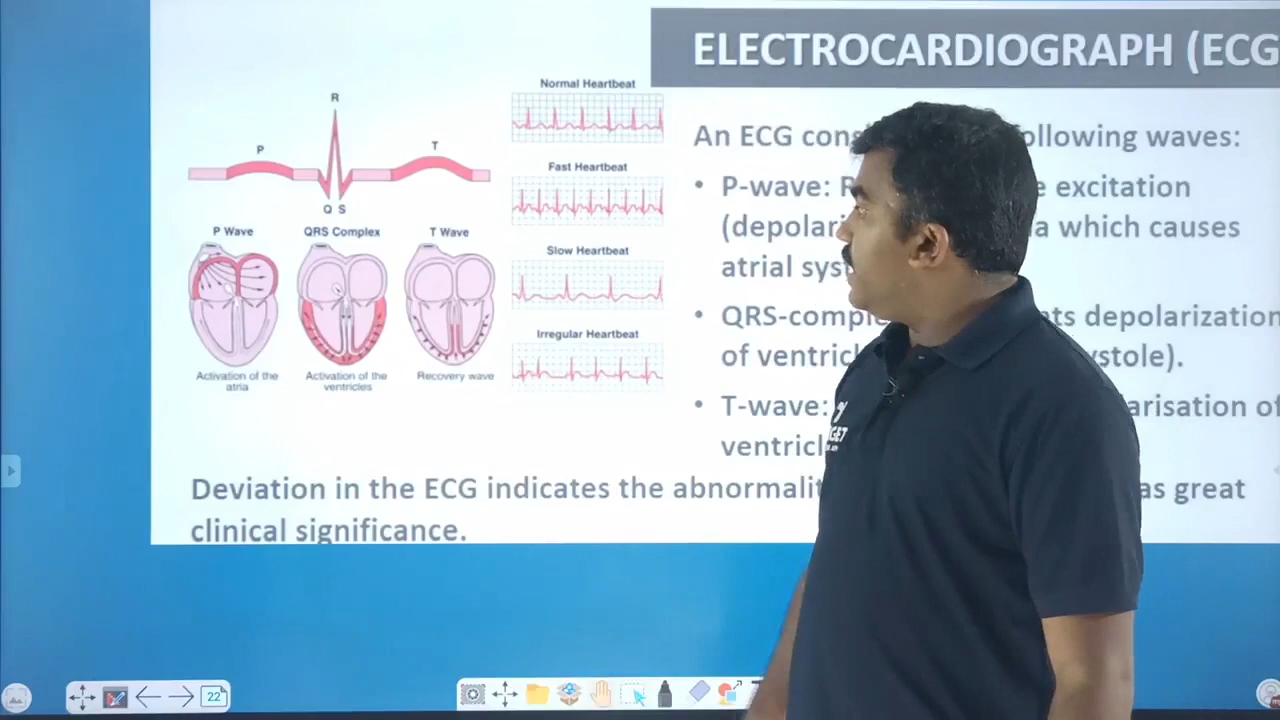 ELECTROCARDIOGRAPH (ECG
R
P
T
Q S
P Wave
QRS Complex
T Wave
Activation of the
atria
Activation of the
ventricles
Recovery wave
Normal Heartbeat
Fast Heartbeat
Slow Heartbeat
Irregular Heartbeat
An ECG cons ollowing waves:
• P-wave: R e excitation
(depolari a which causes
atrial syst
• QRS-comple ts depolarization
of ventricl ystole).
• T-wave: arisation of
ventricl
Deviation in the ECG indicates the abnormalit as great
clinical significance.
22